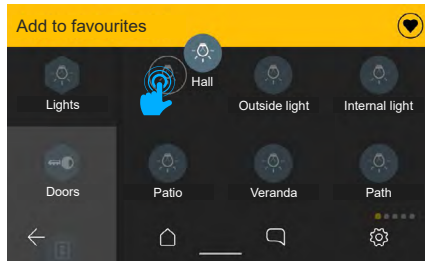 Add to favourites
Hall
Lights
Outside light
Internal light
Doors
Patio
Veranda
Path